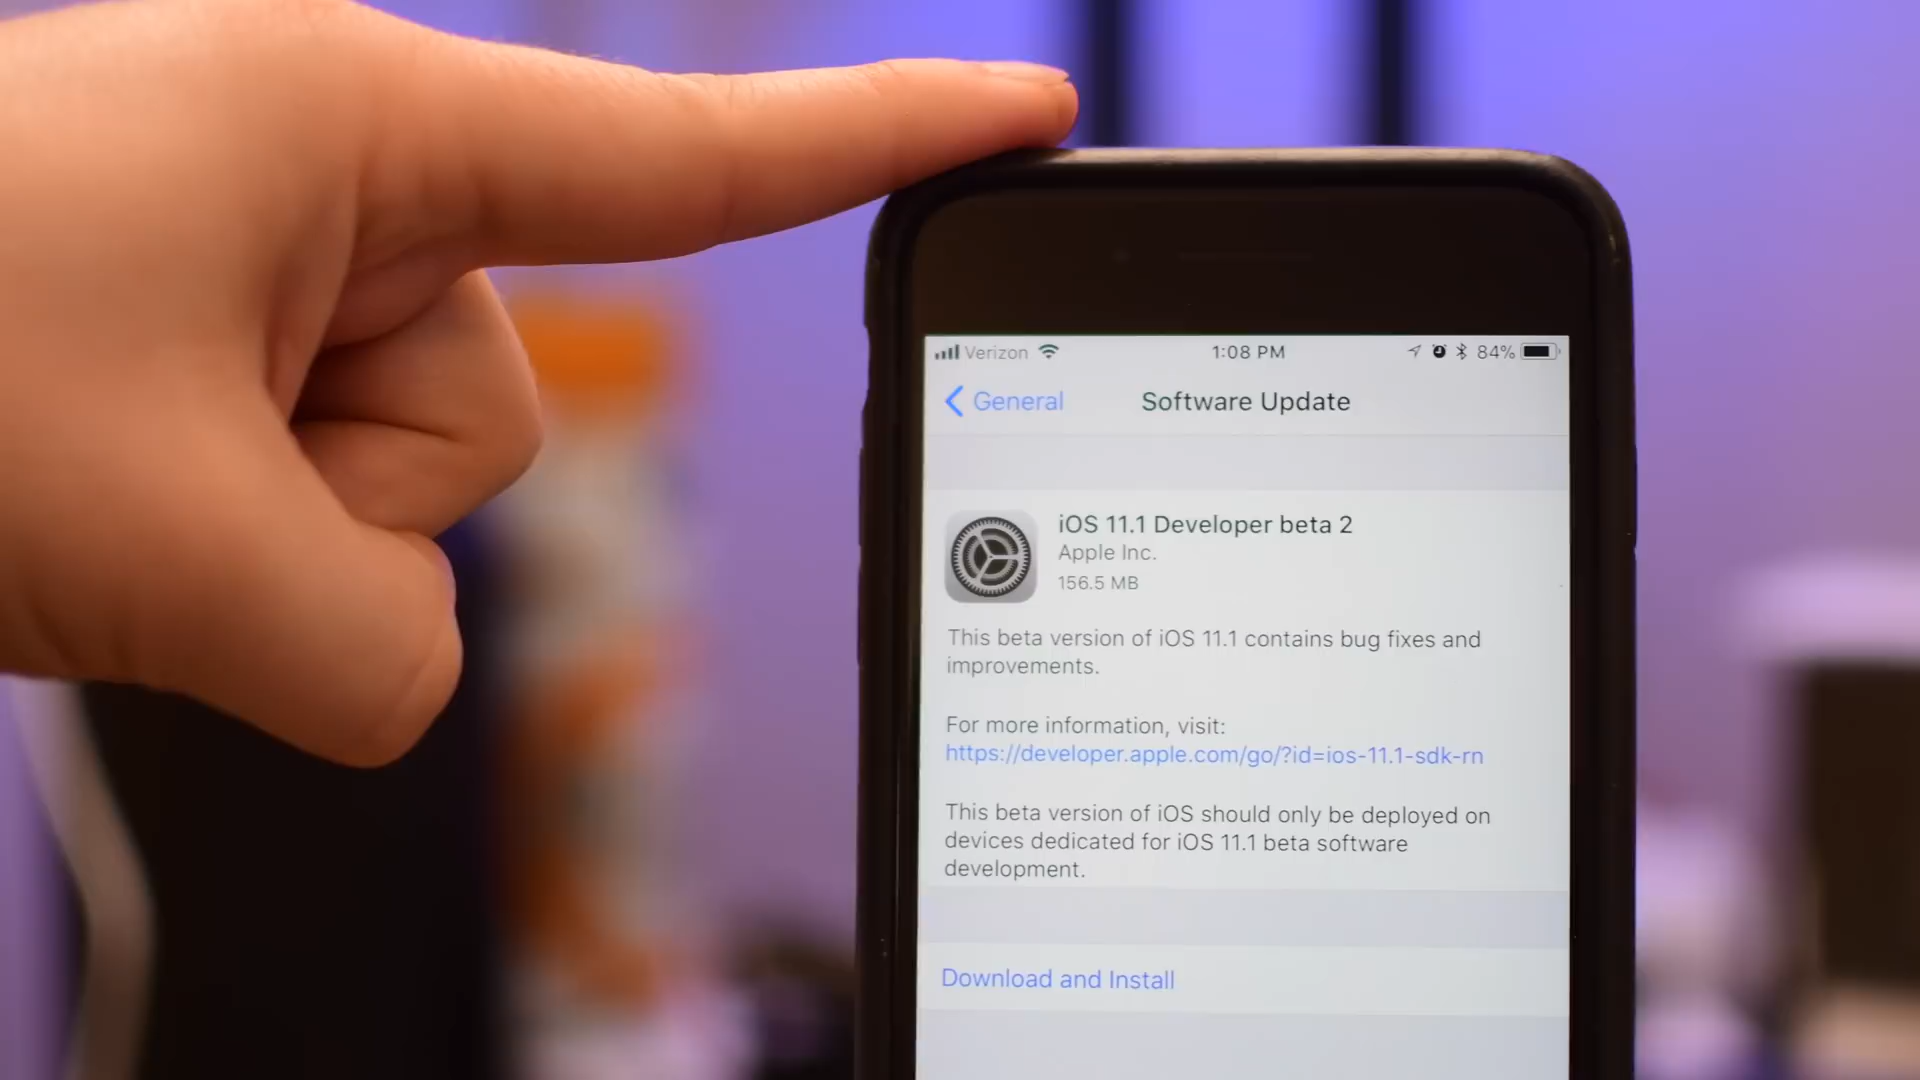 Verizon 1:08 PM 84%
General Software Update
iOS 11.1 Developer beta 2
Apple Inc.
156.5 MB
This beta version of iOS 11.1 contains bug fixes and
improvements.
For more information, visit:
https://developer.apple.com/go/?id=ios-11.1-sdk-rn
This beta version of iOS should only be deployed on
devices dedicated for iOS 11.1 beta software
development.
Download and Install